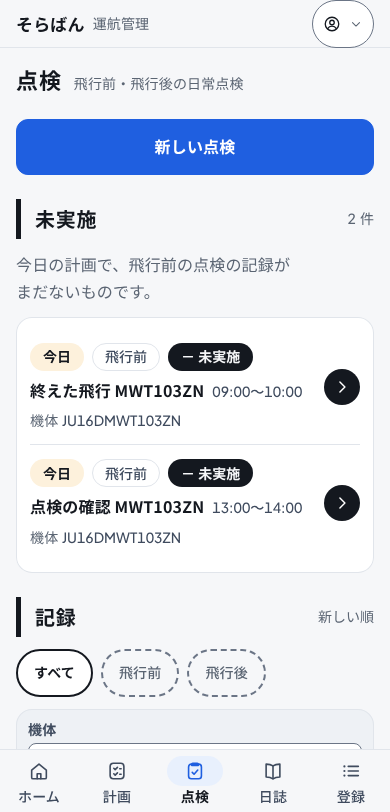 そらばん 運航管理
点検 飛行前・飛行後の日常点検
新しい点検
未実施 2 件
今日の計画で、飛行前の点検の記録が
まだないものです。
今日 飛行前 － 未実施
終えた飛行 MWT103ZN 09:00〜10:00
機体 JU16DMWT103ZN
今日 飛行前 － 未実施
点検の確認 MWT103ZN 13:00〜14:00
機体 JU16DMWT103ZN
記録 新しい順
すべて 飛行前 飛行後
機体
ホーム 計画 点検 日誌 登録